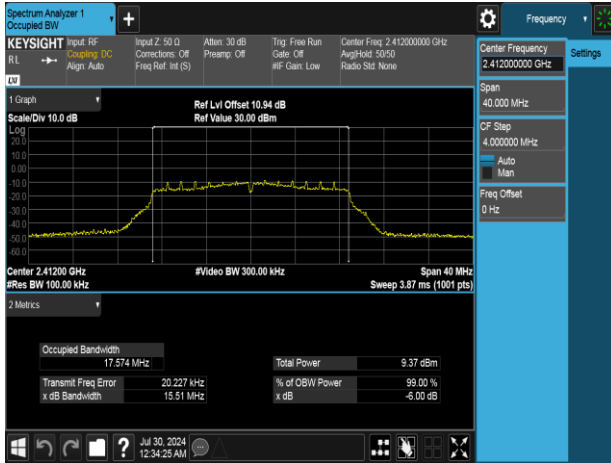 Spectrum Analyzer 1
Occupied BW
Frequency
KEYSIGHT
RL
Input: RF
Coupling: DC
Align: Auto
Input Z: 50 Ω
Corrections: Off
Freq Ref: Int (S)
Atten: 30 dB
Preamp: Off
Trig: Free Run
Gate: Off
#IF Gain: Low
Center Freq: 2.412000000 GHz
Avg|Hold: 50/50
Radio Std: None
LXI
1 Graph
Scale/Div 10.0 dB
Ref Lvl Offset 10.94 dB
Ref Value 30.00 dBm
Log
20.0
10.0
0.00
-10.0
-20.0
-30.0
-40.0
-50.0
-60.0
Center 2.41200 GHz
#Video BW 300.00 kHz
Span 40 MHz
#Res BW 100.00 kHz
Sweep 3.87 ms (1001 pts)
2 Metrics
Occupied Bandwidth
17.574 MHz
Total Power 9.37 dBm
Transmit Freq Error 20.227 kHz
% of OBW Power 99.00 %
x dB Bandwidth 15.51 MHz
x dB -6.00 dB
Jul 30, 2024
12:34:25 AM
Center Frequency
2.412000000 GHz
Settings
Span
40.000 MHz
CF Step
4.000000 MHz
Auto
Man
Freq Offset
0 Hz